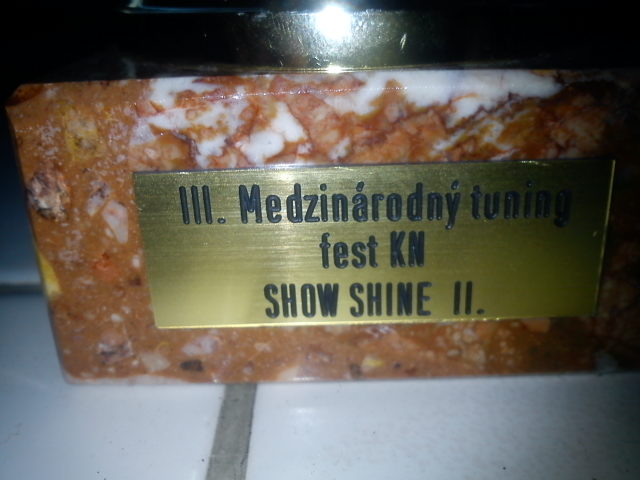 III. Medzinárodný tuning
fest KN
SHOW SHINE II.